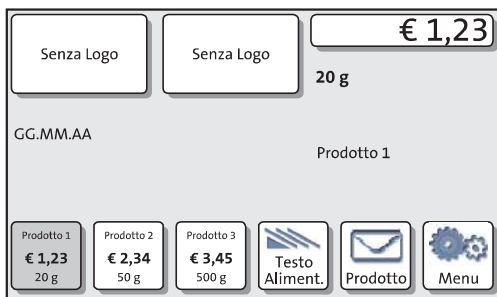 Senza Logo
Senza Logo
€ 1,23
20 g
GG.MM.AA
Prodotto 1
Prodotto 1
€ 1,23
20 g
Prodotto 2
€ 2,34
50 g
Prodotto 3
€ 3,45
500 g
Testo
Aliment.
Prodotto
Menu